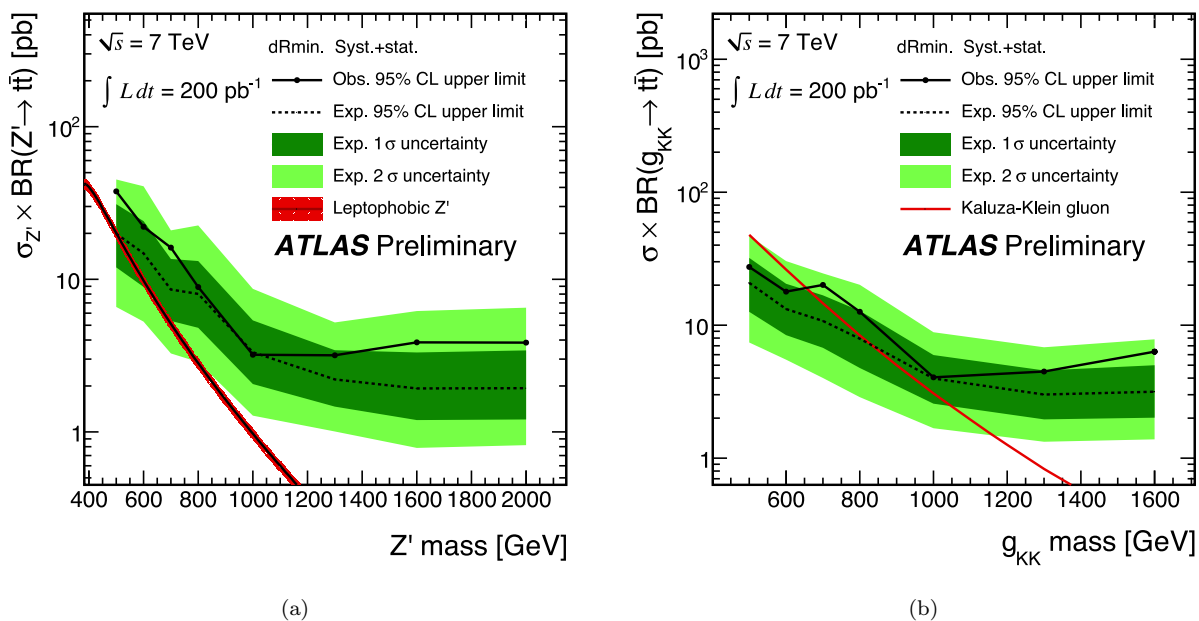 σ_Z' × BR(Z'→ tt̄) [pb]
√s = 7 TeV
∫ L dt = 200 pb⁻¹
dRmin. Syst.+stat.
Obs. 95% CL upper limit
Exp. 95% CL upper limit
Exp. 1 σ uncertainty
Exp. 2 σ uncertainty
Leptophobic Z'
ATLAS Preliminary
10²
10
1
400 600 800 1000 1200 1400 1600 1800 2000
Z' mass [GeV]
(a)
σ × BR(g_KK → tt̄) [pb]
√s = 7 TeV
∫ L dt = 200 pb⁻¹
dRmin. Syst.+stat.
Obs. 95% CL upper limit
Exp. 95% CL upper limit
Exp. 1 σ uncertainty
Exp. 2 σ uncertainty
Kaluza-Klein gluon
ATLAS Preliminary
10³
10²
10
1
600 800 1000 1200 1400 1600
g_KK mass [GeV]
(b)